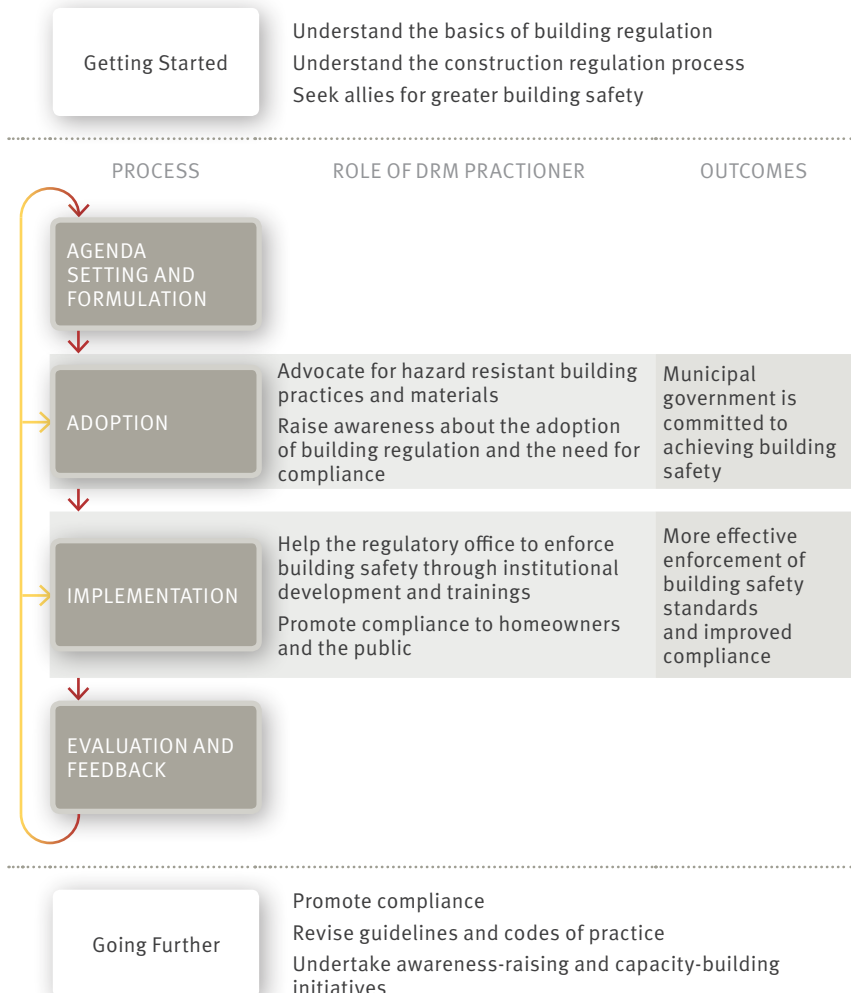 Getting Started
Understand the basics of building regulation
Understand the construction regulation process
Seek allies for greater building safety
PROCESS
ROLE OF DRM PRACTIONER
OUTCOMES
AGENDA
SETTING AND
FORMULATION
ADOPTION
Advocate for hazard resistant building
practices and materials
Raise awareness about the adoption
of building regulation and the need for
compliance
Municipal
government is
committed to
achieving building
safety
IMPLEMENTATION
Help the regulatory office to enforce
building safety through institutional
development and trainings
Promote compliance to homeowners
and the public
More effective
enforcement of
building safety
standards
and improved
compliance
EVALUATION AND
FEEDBACK
Going Further
Promote compliance
Revise guidelines and codes of practice
Undertake awareness-raising and capacity-building
initiatives